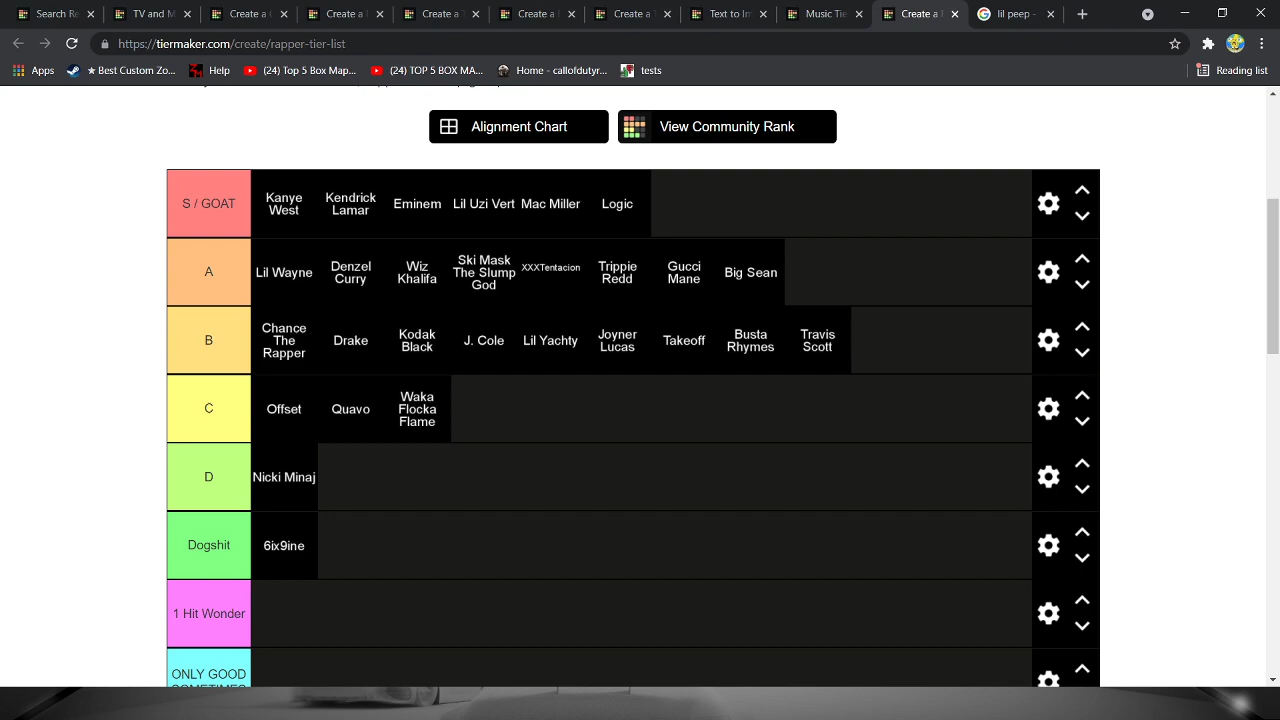 Search Re
TV and M
Create a C
Create a E
Create a T
Create a F
Create a T
Text to Im
Music Tie
Create a F
lil peep -
https://tiermaker.com/create/rapper-tier-list
Apps
★ Best Custom Zo...
Help
(24) Top 5 Box Map...
(24) TOP 5 BOX MA...
Home - callofdutyr...
tests
Reading list
Alignment Chart
View Community Rank
S / GOAT
Kanye
West
Kendrick
Lamar
Eminem
Lil Uzi Vert
Mac Miller
Logic
A
Lil Wayne
Denzel
Curry
Wiz
Khalifa
Ski Mask
The Slump
God
XXXTentacion
Trippie
Redd
Gucci
Mane
Big Sean
B
Chance
The
Rapper
Drake
Kodak
Black
J. Cole
Lil Yachty
Joyner
Lucas
Takeoff
Busta
Rhymes
Travis
Scott
C
Offset
Quavo
Waka
Flocka
Flame
D
Nicki Minaj
Dogshit
6ix9ine
1 Hit Wonder
ONLY GOOD
SOMETIMES